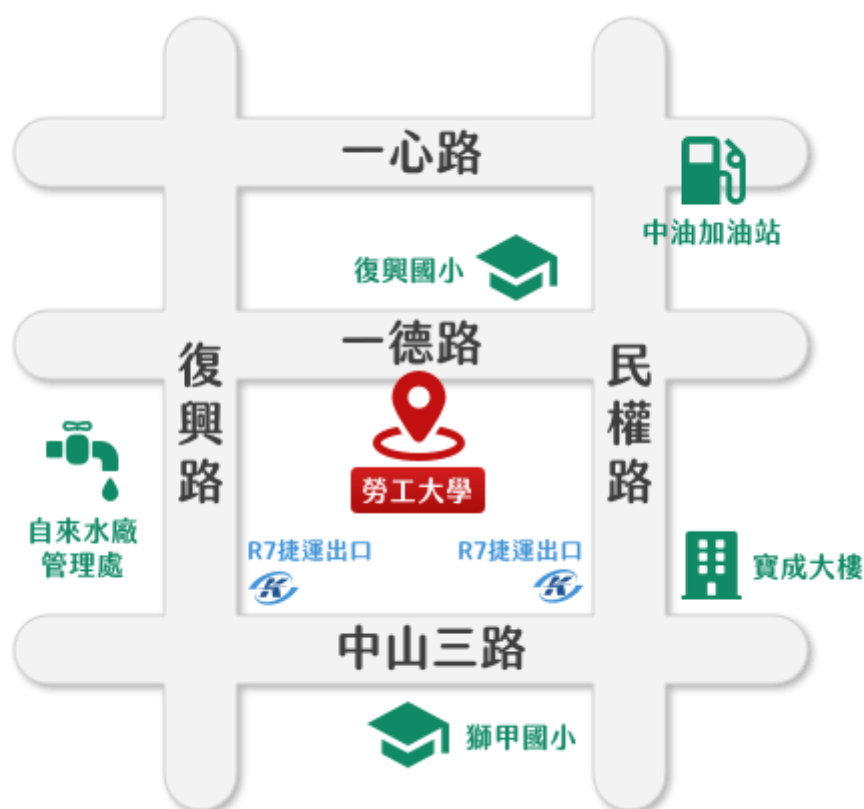 一心路
中油加油站
復興國小
一德路
復興路
民權路
勞工大學
自來水廠
管理處
R7捷運出口
R7捷運出口
寶成大樓
中山三路
獅甲國小